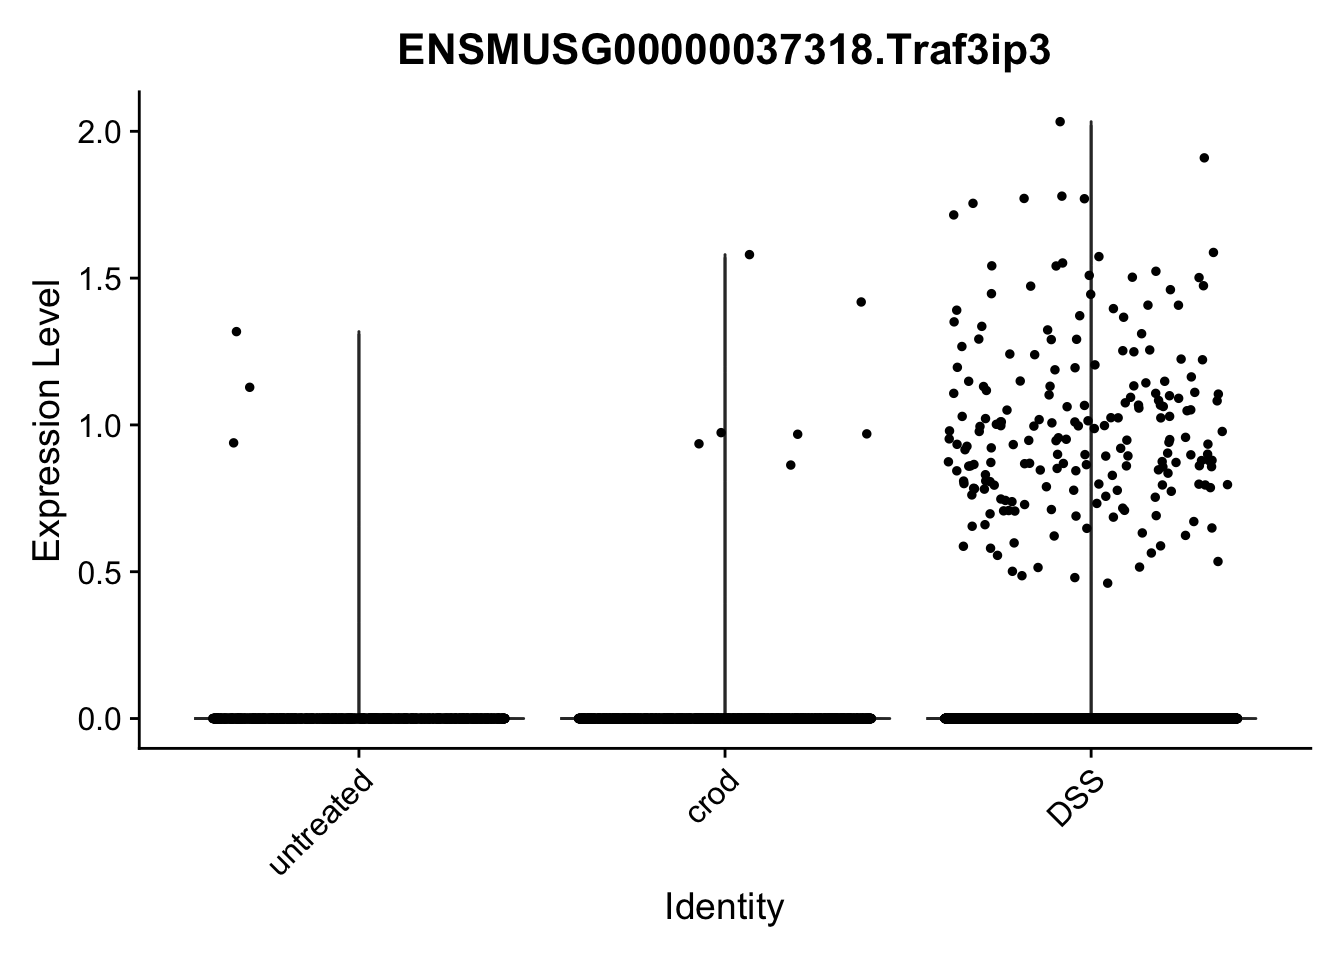 ENSMUSG00000037318.Traf3ip3
Expression Level
2.0
1.5
1.0
0.5
0.0
untreated
crod
DSS
Identity